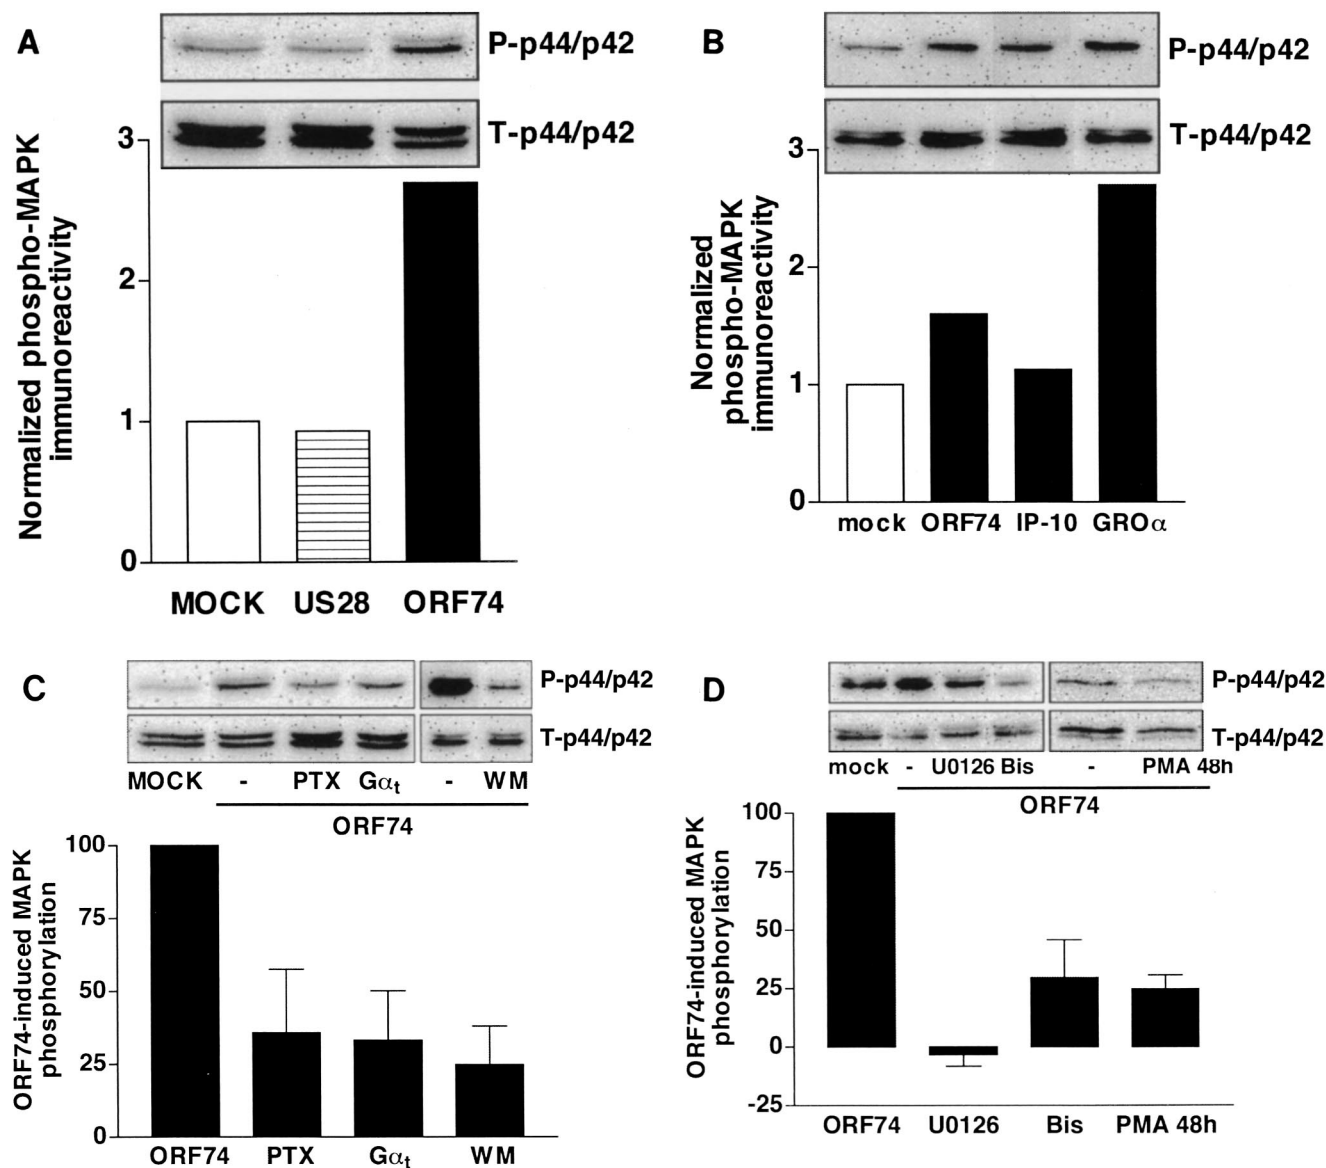 A
P-p44/p42
T-p44/p42
Normalized phospho-MAPK
immunoreactivity
3
2
1
0
MOCK US28 ORF74
B
P-p44/p42
T-p44/p42
Normalized
phospho-MAPK
immunoreactivity
3
2
1
0
mock ORF74 IP-10 GROα
C
P-p44/p42
T-p44/p42
MOCK - PTX Gαt - WM
ORF74
ORF74-induced MAPK
phosphorylation
100
75
50
25
0
ORF74 PTX Gαt WM
D
P-p44/p42
T-p44/p42
mock - U0126 Bis - PMA 48h
ORF74
ORF74-induced MAPK
phosphorylation
100
75
50
25
0
-25
ORF74 U0126 Bis PMA 48h